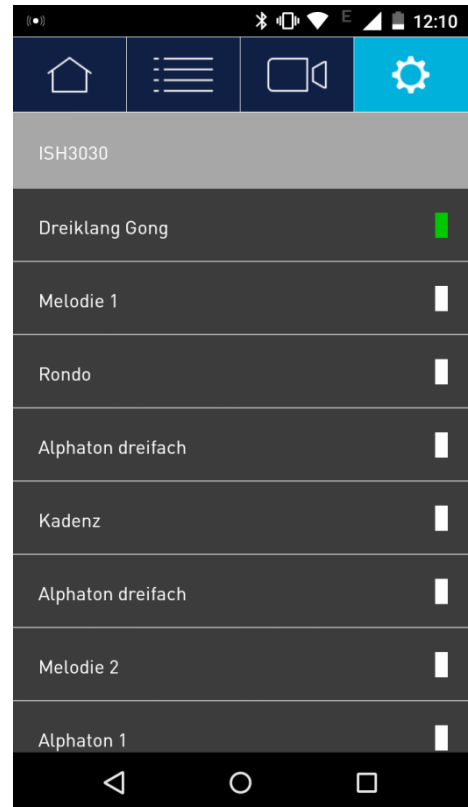 E 12:10
ISH3030
Dreiklang Gong
Melodie 1
Rondo
Alphaton dreifach
Kadenz
Alphaton dreifach
Melodie 2
Alphaton 1